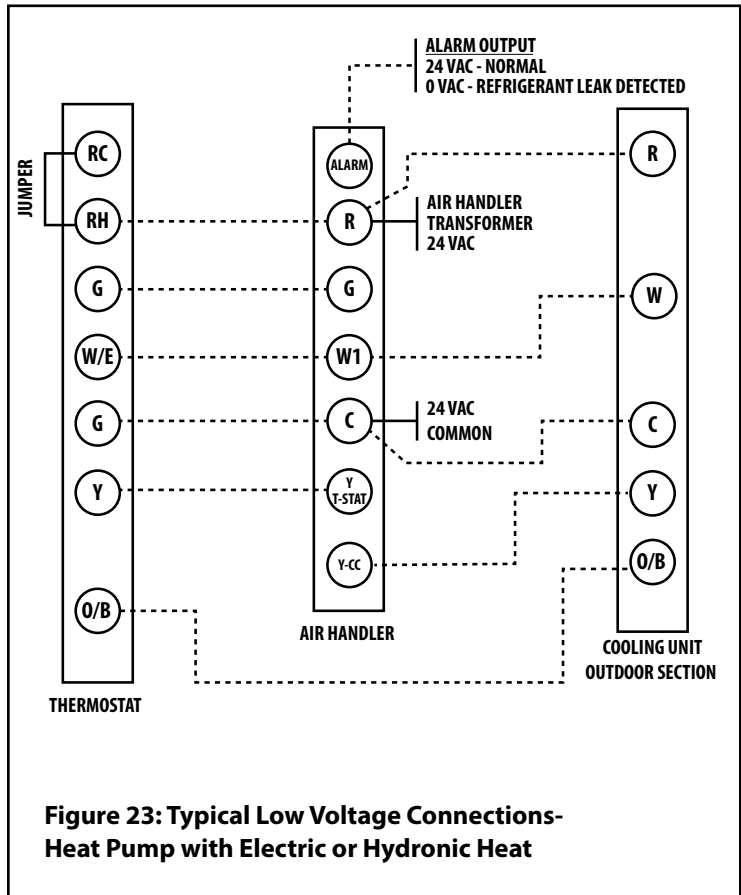 ALARM OUTPUT
24 VAC - NORMAL
0 VAC - REFRIGERANT LEAK DETECTED
JUMPER
RC
RH
G
W/E
G
Y
O/B
THERMOSTAT
ALARM
R
AIR HANDLER
TRANSFORMER
24 VAC
G
W1
C
24 VAC
COMMON
Y
T-STAT
Y-CC
AIR HANDLER
R
W
C
Y
O/B
COOLING UNIT
OUTDOOR SECTION
Figure 23: Typical Low Voltage Connections-
Heat Pump with Electric or Hydronic Heat